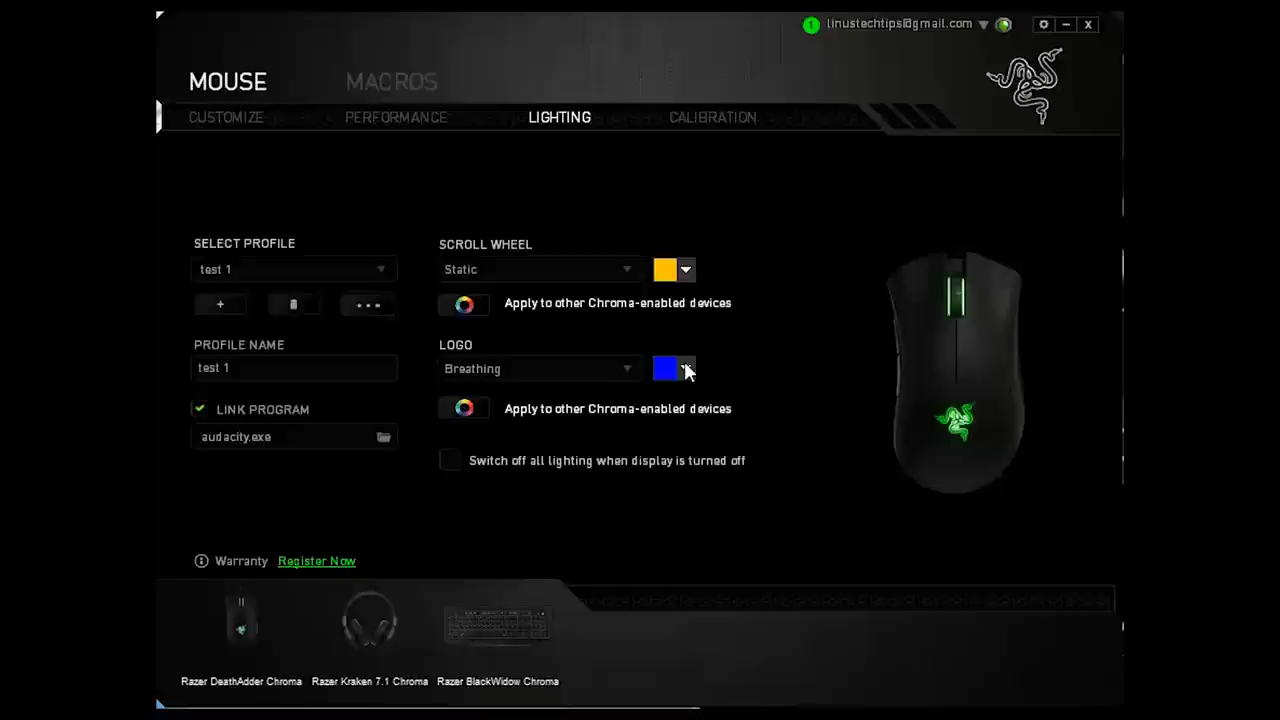 1 linustechtips@gmail.com
MOUSE MACROS
CUSTOMIZE PERFORMANCE LIGHTING CALIBRATION
SELECT PROFILE
test 1
+
PROFILE NAME
test 1
LINK PROGRAM
audacity.exe
SCROLL WHEEL
Static
Apply to other Chroma-enabled devices
LOGO
Breathing
Apply to other Chroma-enabled devices
Switch off all lighting when display is turned off
Warranty Register Now
Razer DeathAdder Chroma Razer Kraken 7.1 Chroma Razer BlackWidow Chroma